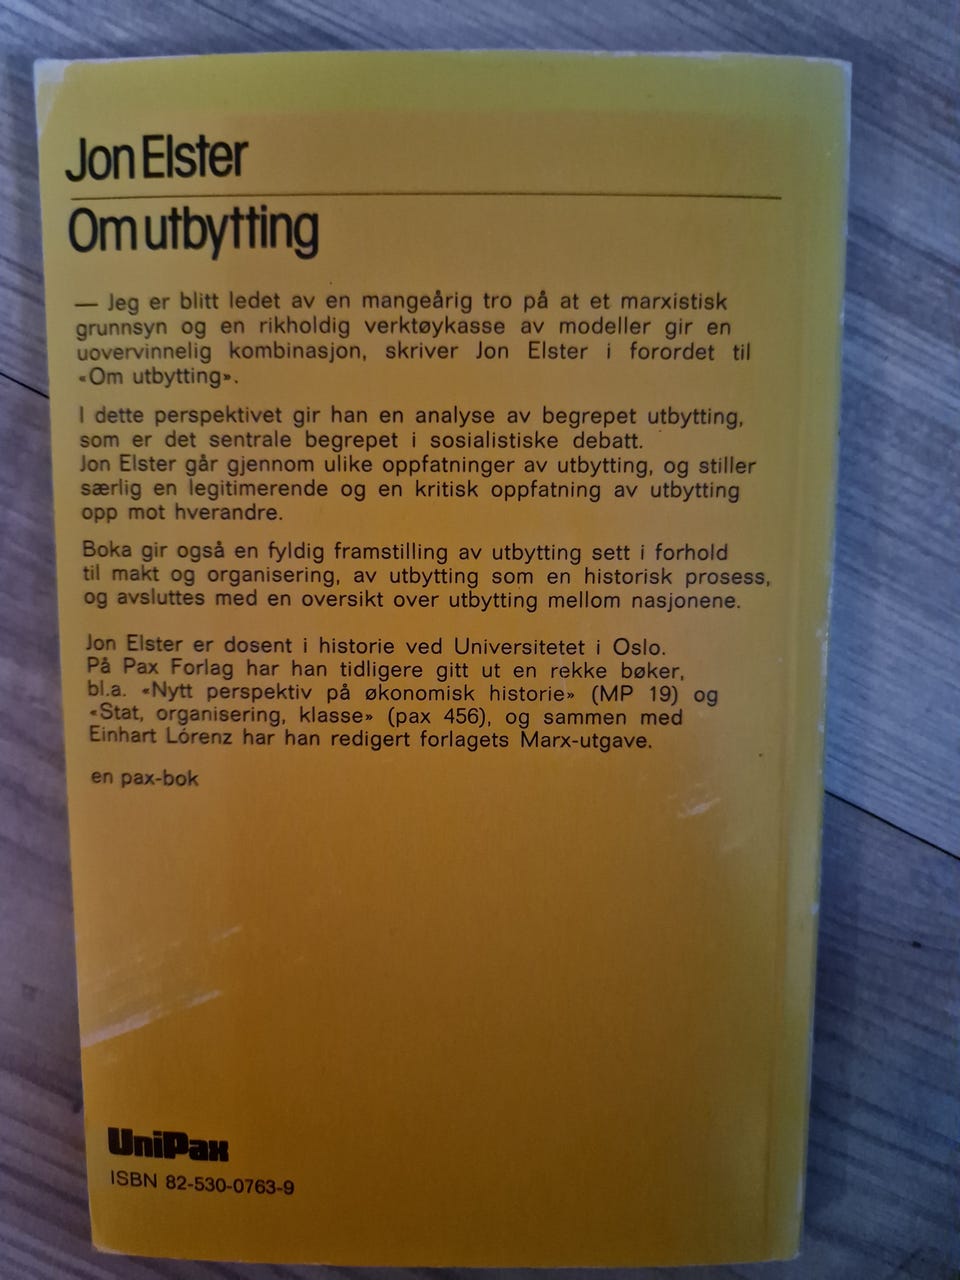 Jon Elster
Om utbytting
— Jeg er blitt ledet av en mangeårig tro på at et marxistisk
grunnsyn og en rikholdig verktøykasse av modeller gir en
uovervinnelig kombinasjon, skriver Jon Elster i forordet til
«Om utbytting».
I dette perspektivet gir han en analyse av begrepet utbytting,
som er det sentrale begrepet i sosialistiske debatt.
Jon Elster går gjennom ulike oppfatninger av utbytting, og stiller
særlig en legitimerende og en kritisk oppfatning av utbytting
opp mot hverandre.
Boka gir også en fyldig framstilling av utbytting sett i forhold
til makt og organisering, av utbytting som en historisk prosess,
og avsluttes med en oversikt over utbytting mellom nasjonene.
Jon Elster er dosent i historie ved Universitetet i Oslo.
På Pax Forlag har han tidligere gitt ut en rekke bøker,
bl.a. «Nytt perspektiv på økonomisk historie» (MP 19) og
«Stat, organisering, klasse» (pax 456), og sammen med
Einhart Lórenz har han redigert forlagets Marx-utgave.
en pax-bok
UniPax
ISBN 82-530-0763-9